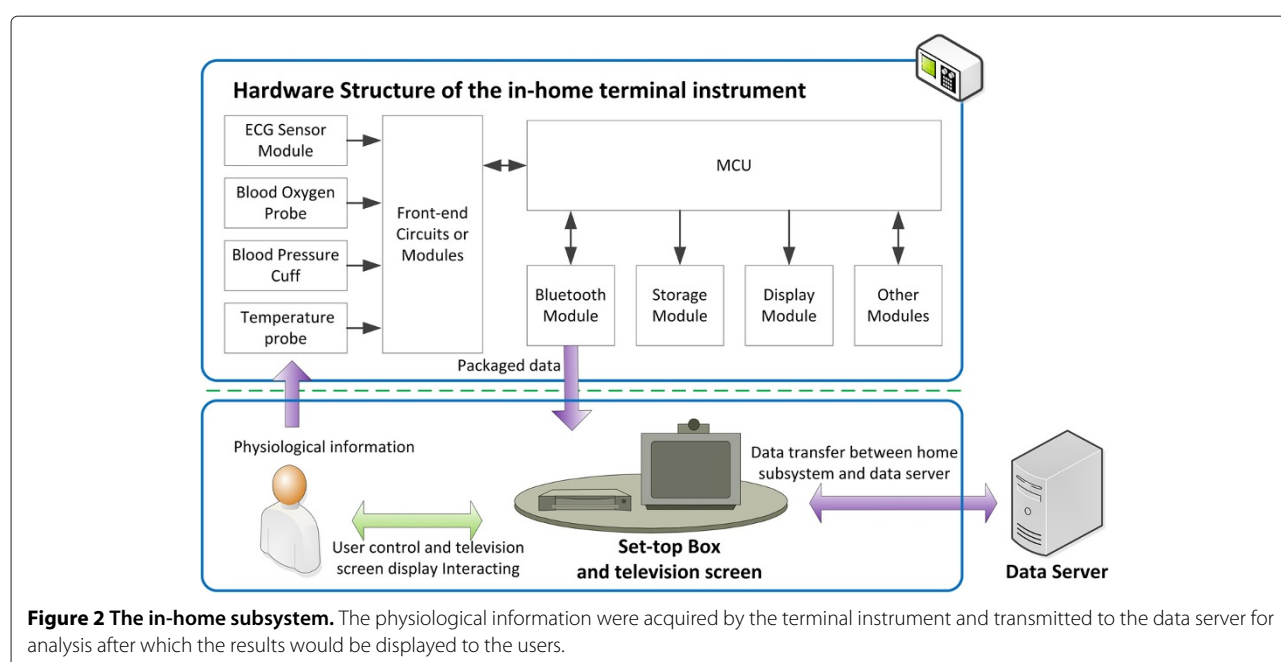 Hardware Structure of the in-home terminal instrument
ECG Sensor
Module
Blood Oxygen
Probe
Blood Pressure
Cuff
Temperature
probe
Front-end
Circuits or
Modules
MCU
Bluetooth
Module
Storage
Module
Display
Module
Other
Modules
Packaged data
Physiological information
User control and television
screen display Interacting
Set-top Box
and television screen
Data transfer between home
subsystem and data server
Data Server
Figure 2 The in-home subsystem. The physiological information were acquired by the terminal instrument and transmitted to the data server for
analysis after which the results would be displayed to the users.